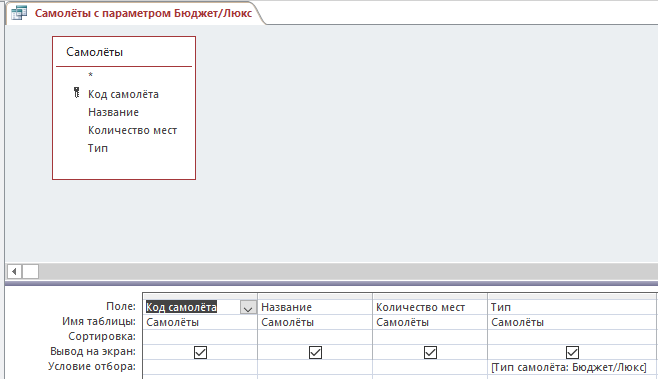 Самолёты с параметром Бюджет/Люкс
Самолёты
*
Код самолёта
Название
Количество мест
Тип
Поле: Код самолёта Название Количество мест Тип
Имя таблицы: Самолёты Самолёты Самолёты Самолёты
Сортировка:
Вывод на экран:
Условие отбора: [Тип самолёта: Бюджет/Люкс]